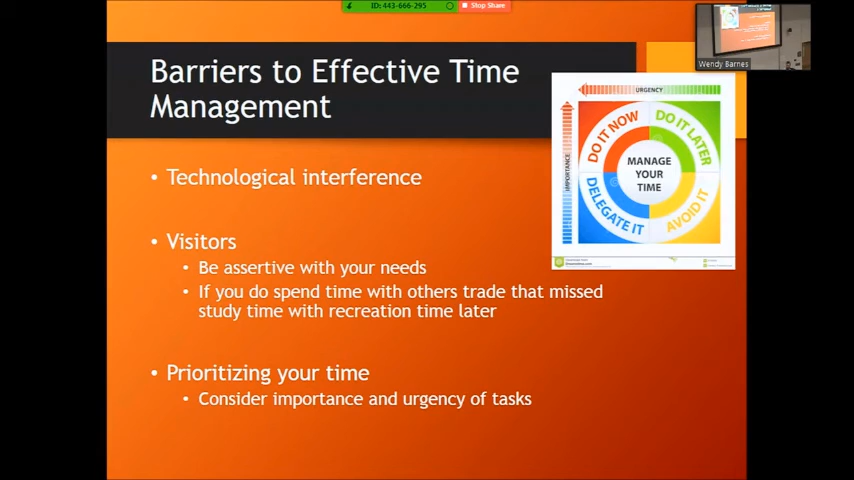 ID: 443-666-295
Stop Share
Wendy Barnes
Barriers to Effective Time
Management
URGENCY
IMPORTANCE
DO IT NOW
DO IT LATER
MANAGE
YOUR
TIME
DELEGATE IT
AVOID IT
• Technological interference
• Visitors
• Be assertive with your needs
• If you do spend time with others trade that missed
study time with recreation time later
• Prioritizing your time
• Consider importance and urgency of tasks